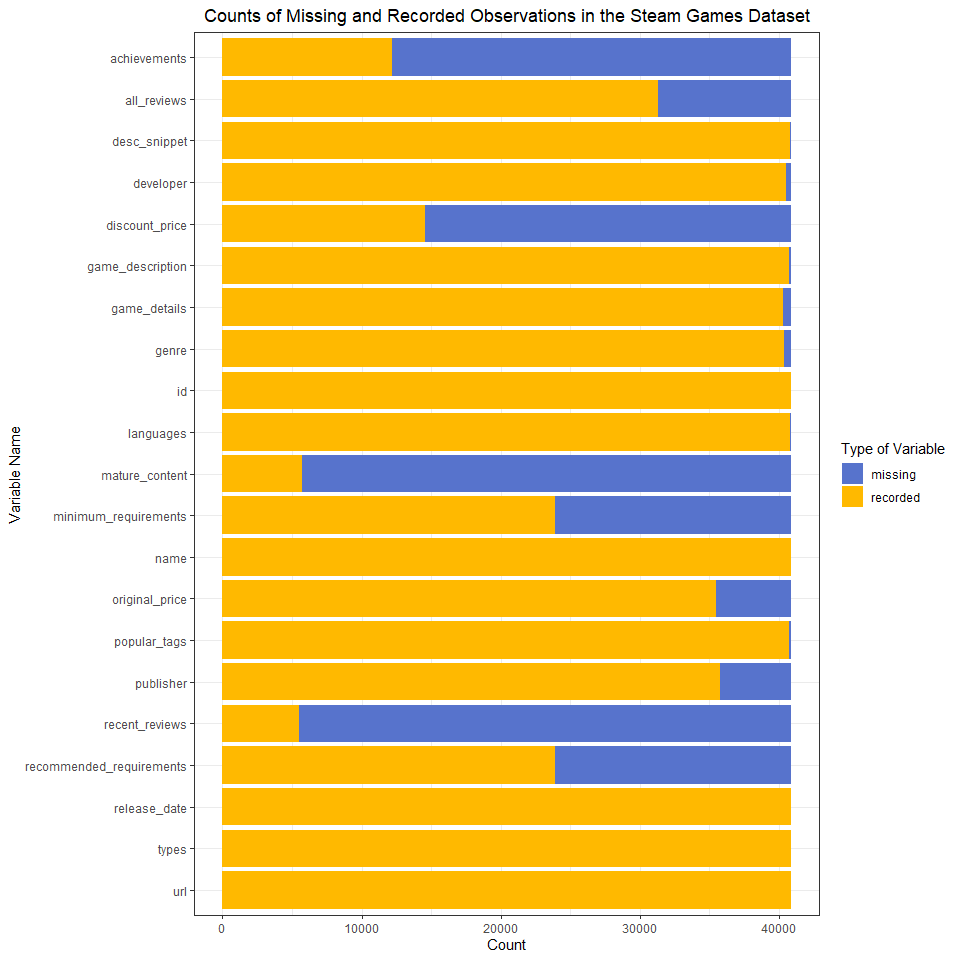 Counts of Missing and Recorded Observations in the Steam Games Dataset
Variable Name
achievements
all_reviews
desc_snippet
developer
discount_price
game_description
game_details
genre
id
languages
mature_content
minimum_requirements
name
original_price
popular_tags
publisher
recent_reviews
recommended_requirements
release_date
types
url
0 10000 20000 30000 40000
Count
Type of Variable
missing
recorded